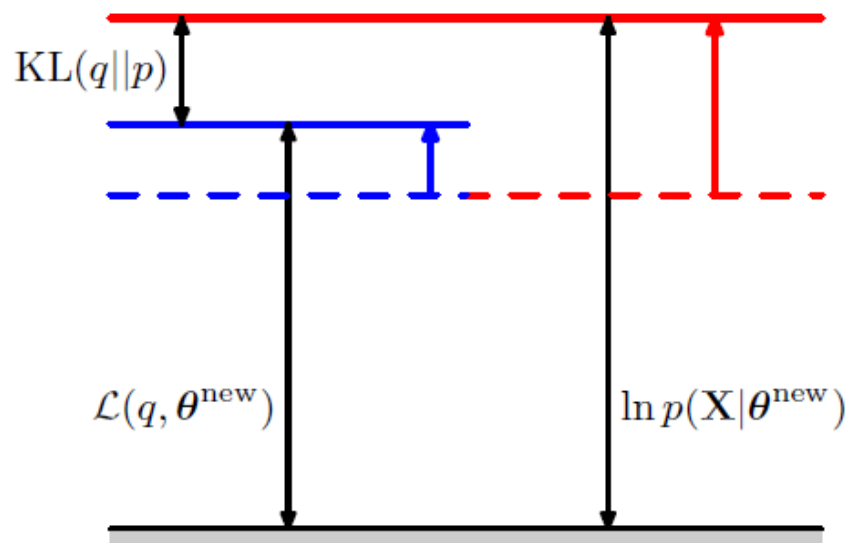 KL(q||p)
ℒ(q, θ^new)
ln p(X|θ^new)